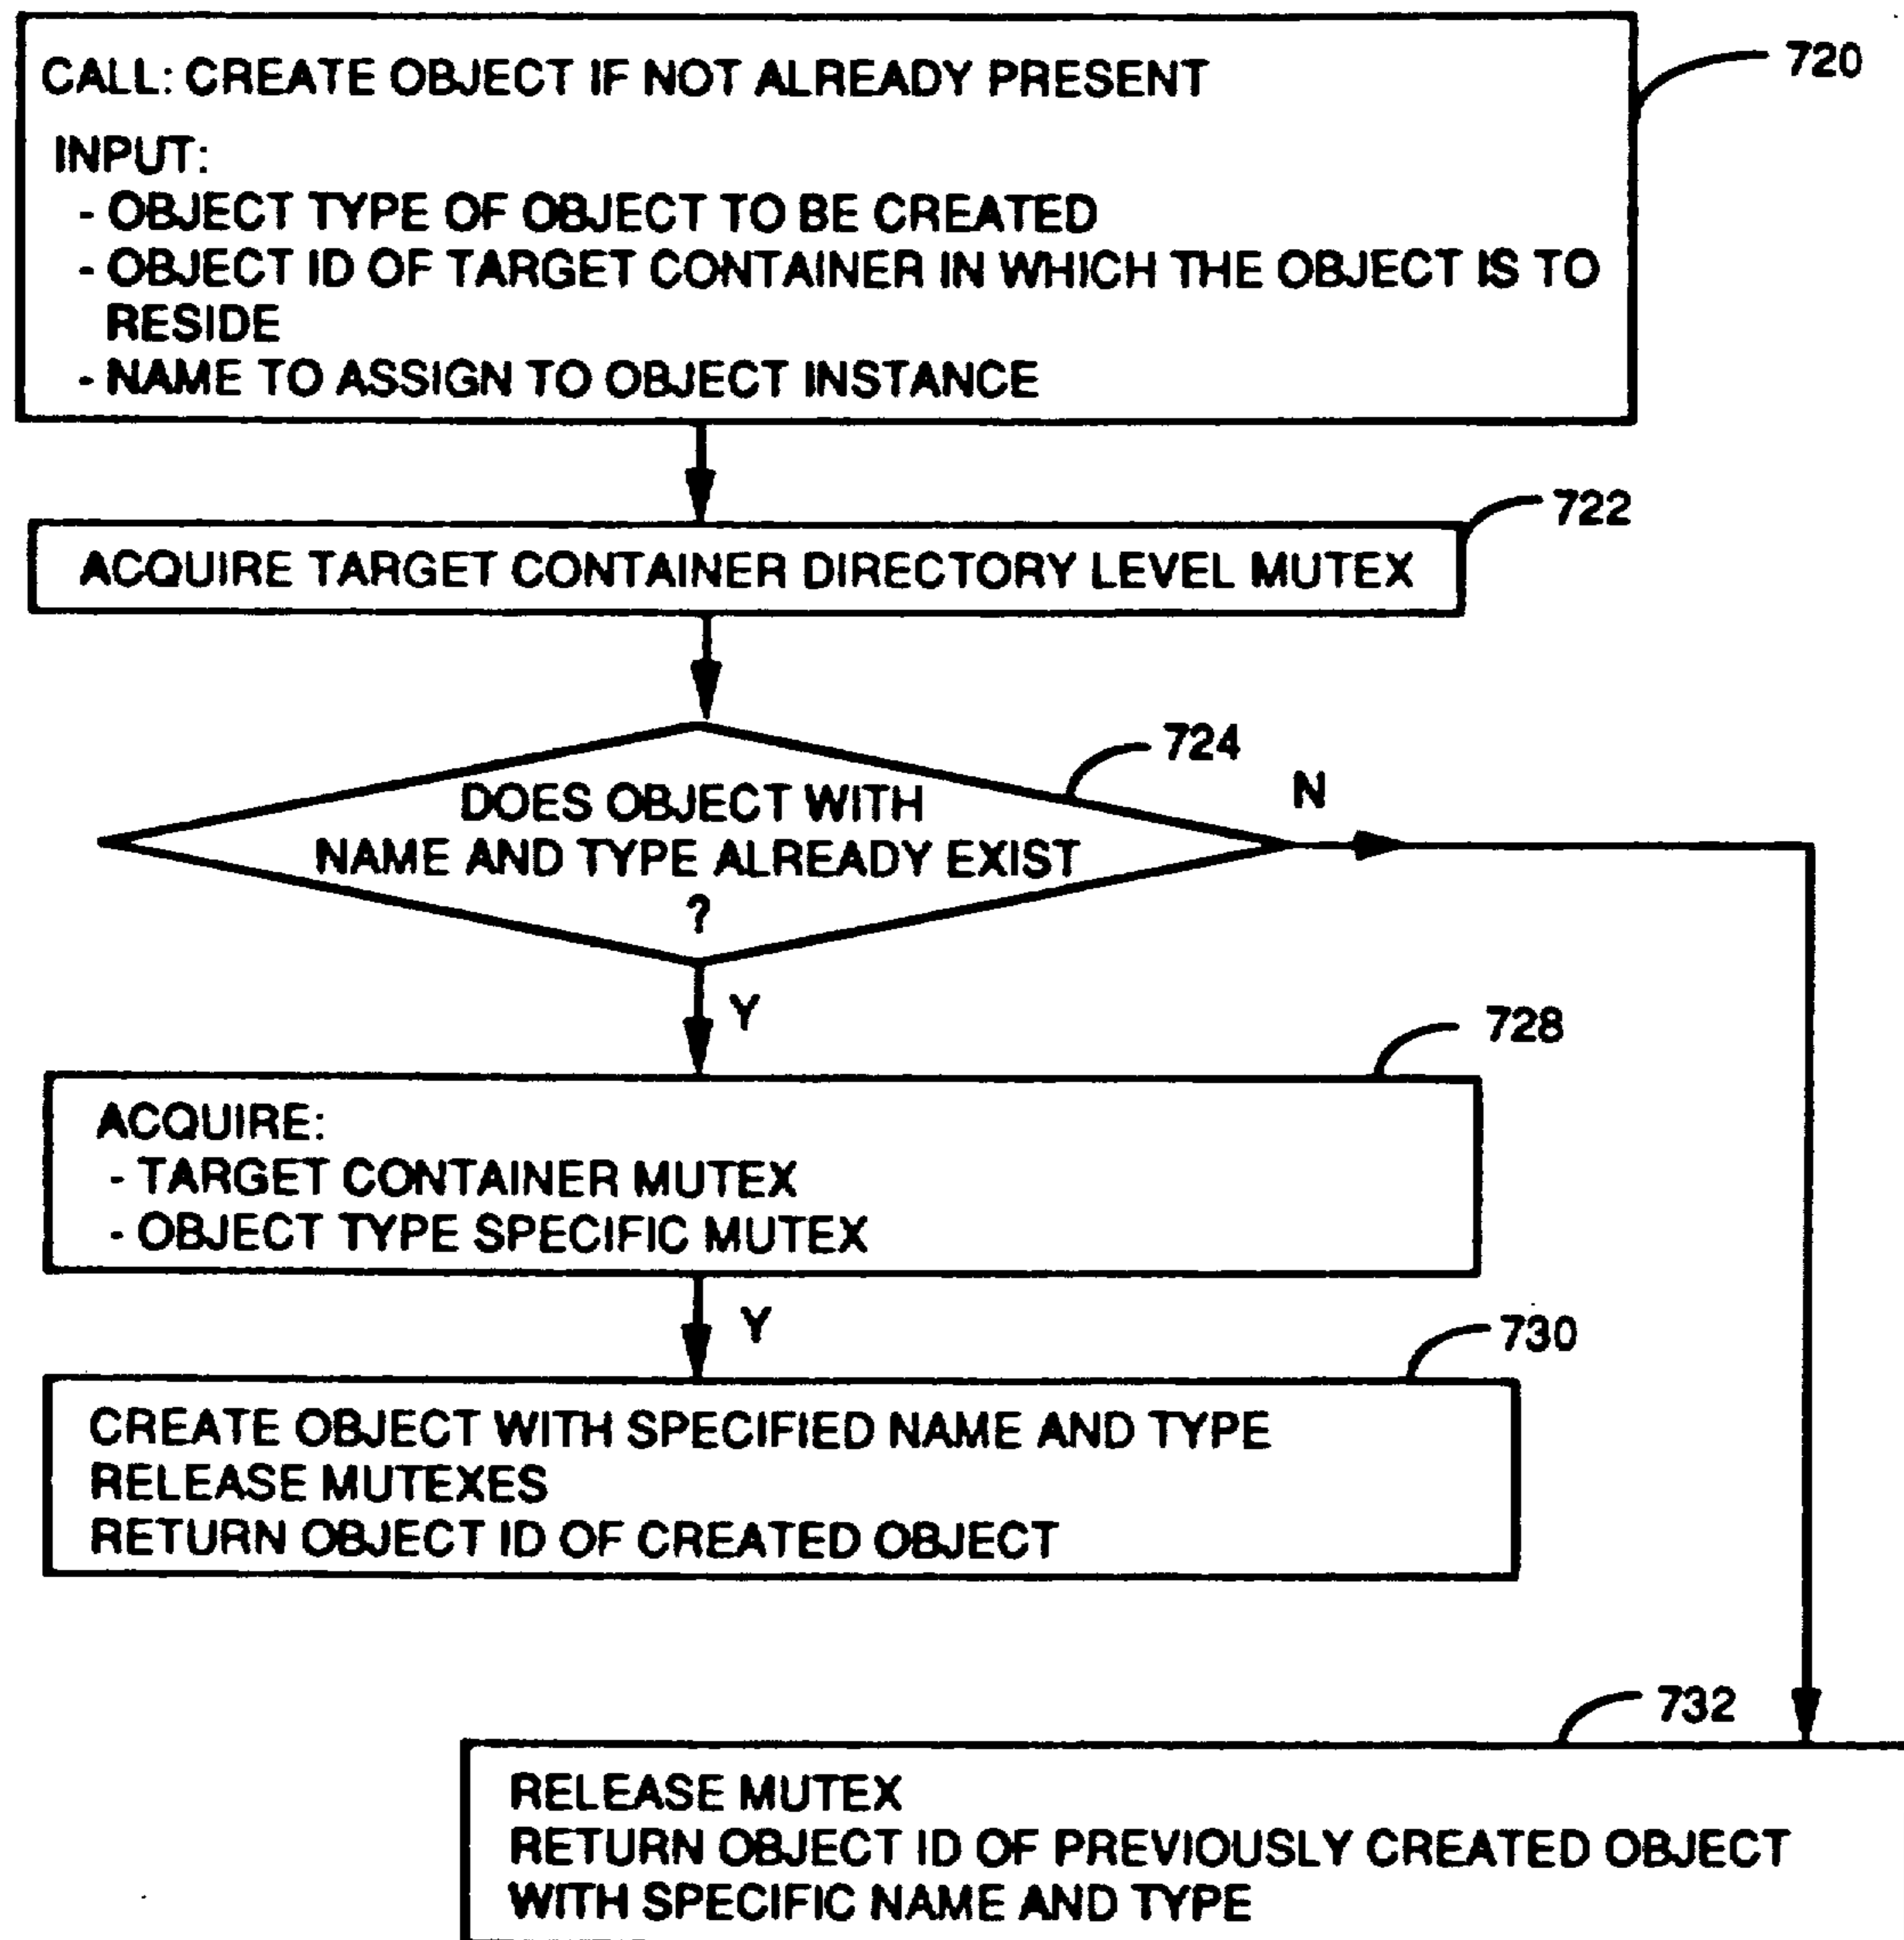 CALL: CREATE OBJECT IF NOT ALREADY PRESENT
720
INPUT:
- OBJECT TYPE OF OBJECT TO BE CREATED
- OBJECT ID OF TARGET CONTAINER IN WHICH THE OBJECT IS TO
RESIDE
- NAME TO ASSIGN TO OBJECT INSTANCE
722
ACQUIRE TARGET CONTAINER DIRECTORY LEVEL MUTEX
724
DOES OBJECT WITH
NAME AND TYPE ALREADY EXIST
?
N
Y
728
ACQUIRE:
- TARGET CONTAINER MUTEX
- OBJECT TYPE SPECIFIC MUTEX
Y
730
CREATE OBJECT WITH SPECIFIED NAME AND TYPE
RELEASE MUTEXES
RETURN OBJECT ID OF CREATED OBJECT
732
RELEASE MUTEX
RETURN OBJECT ID OF PREVIOUSLY CREATED OBJECT
WITH SPECIFIC NAME AND TYPE